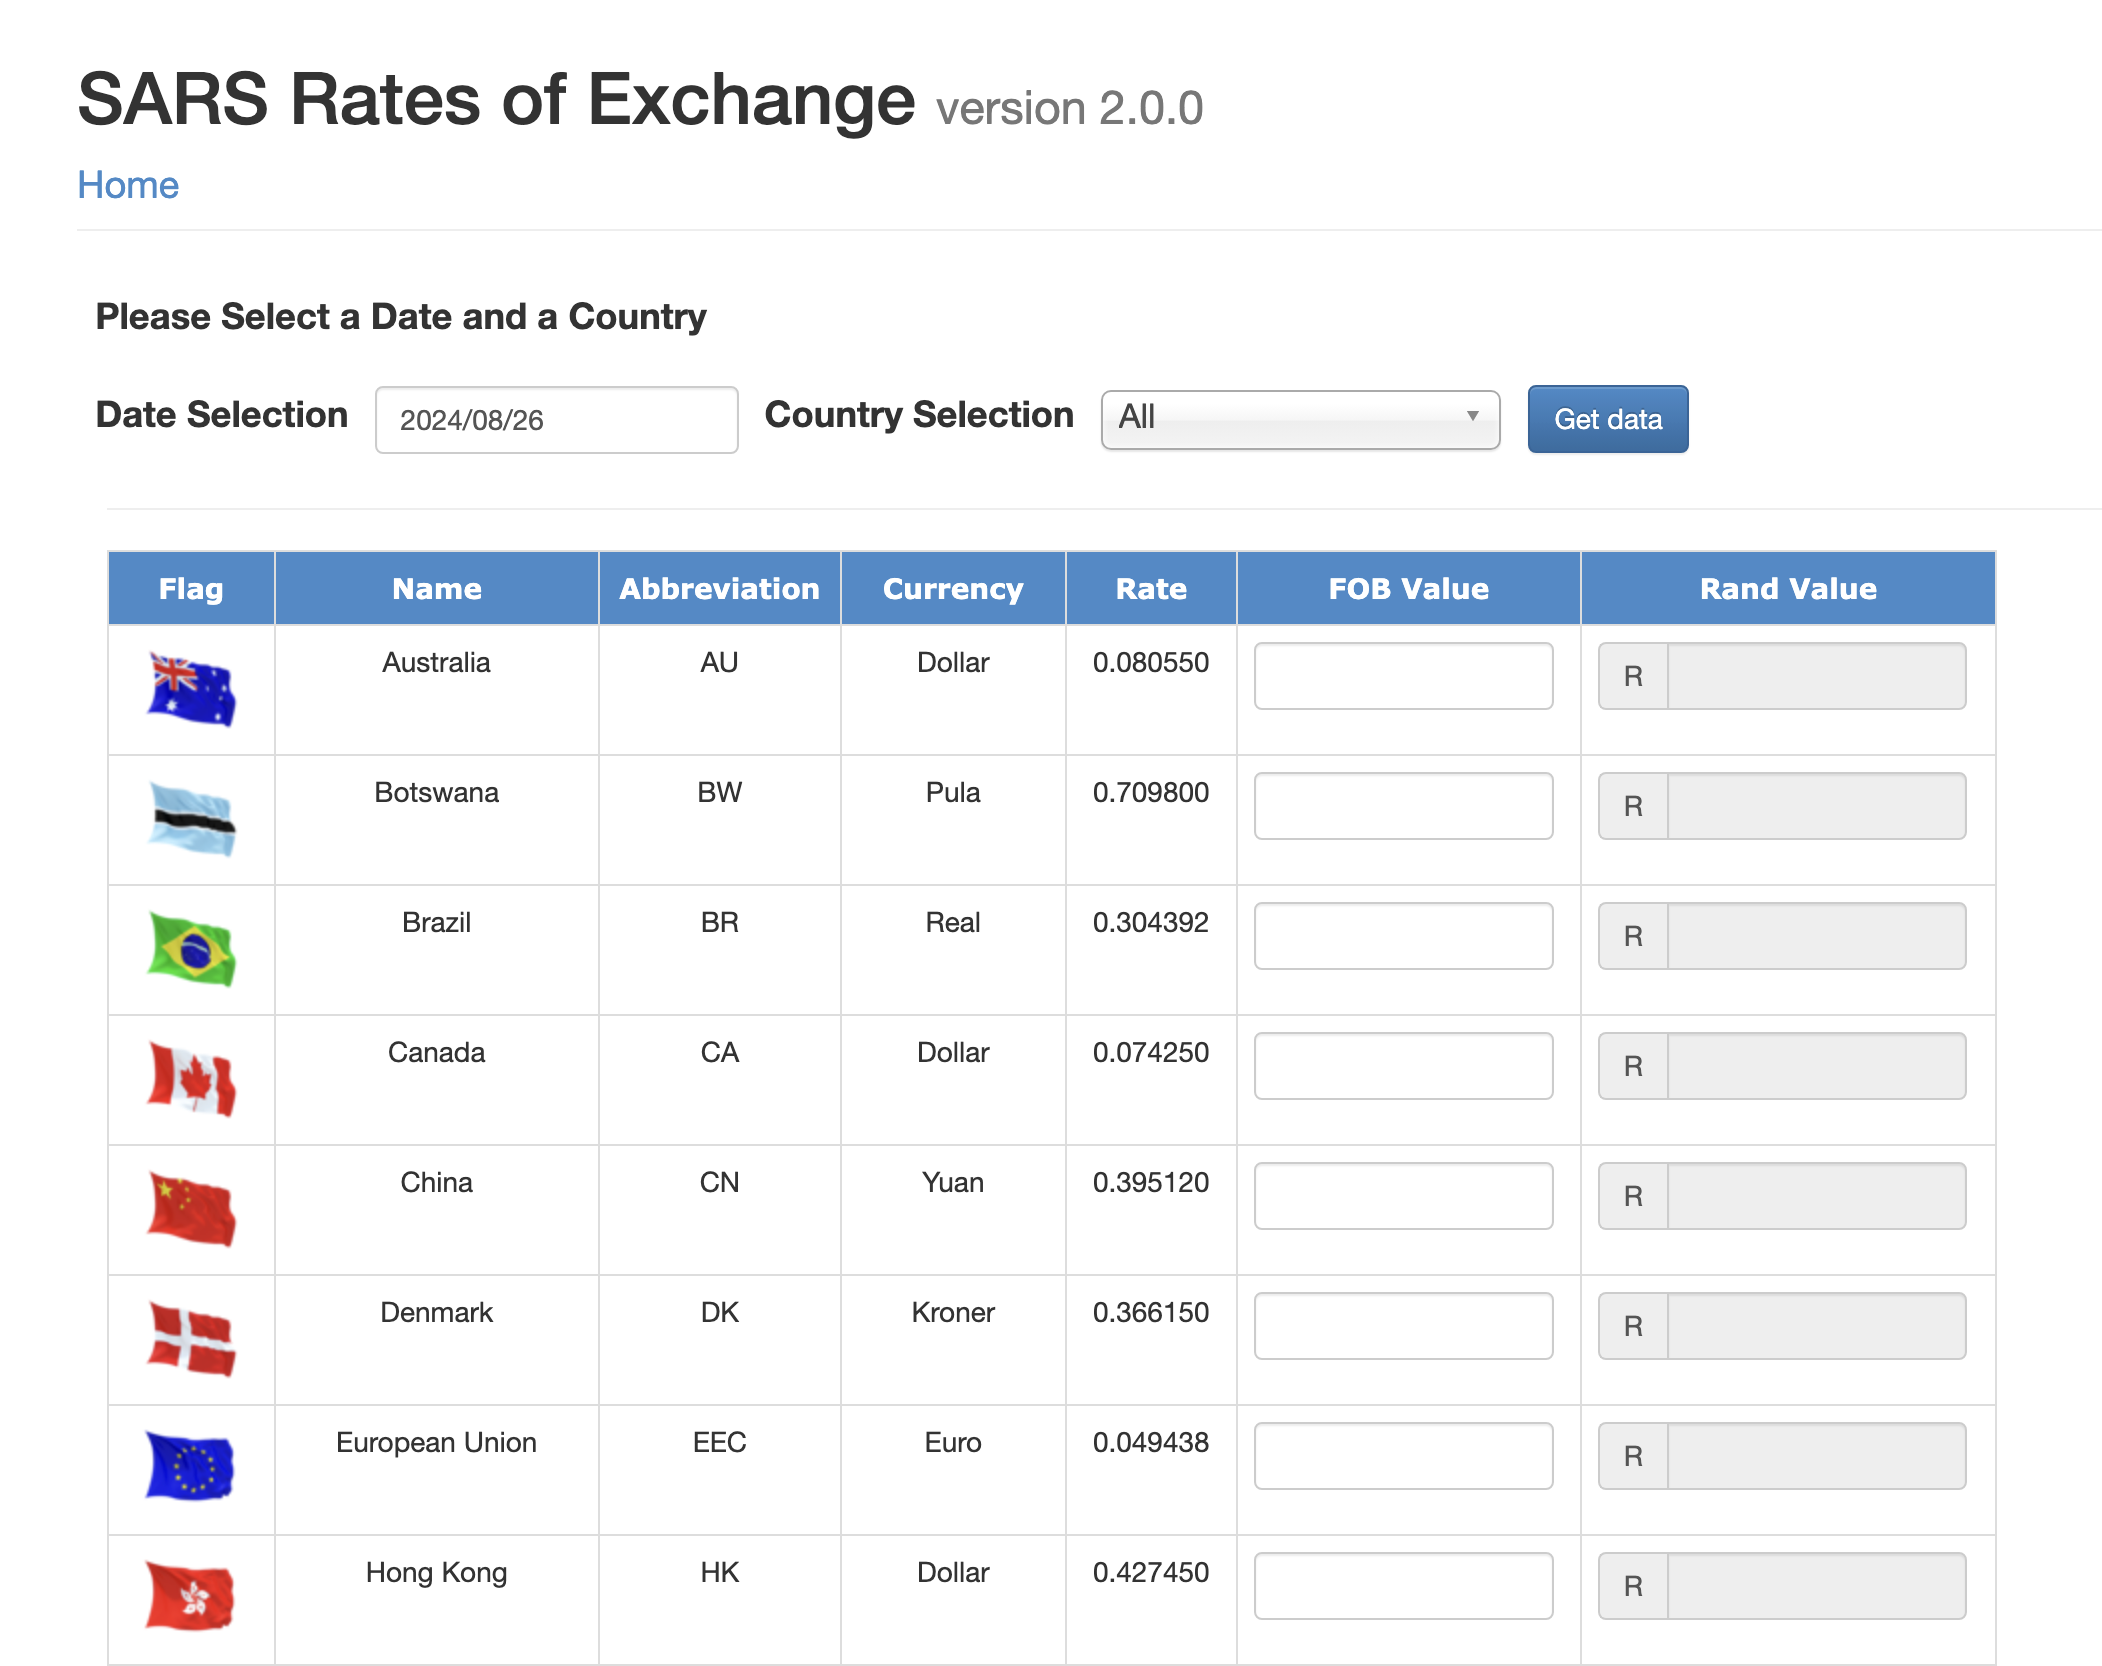 SARS Rates of Exchange version 2.0.0
Home
Please Select a Date and a Country
Date Selection 2024/08/26 Country Selection All Get data
Flag Name Abbreviation Currency Rate FOB Value Rand Value
Australia AU Dollar 0.080550 R
Botswana BW Pula 0.709800 R
Brazil BR Real 0.304392 R
Canada CA Dollar 0.074250 R
China CN Yuan 0.395120 R
Denmark DK Kroner 0.366150 R
European Union EEC Euro 0.049438 R
Hong Kong HK Dollar 0.427450 R